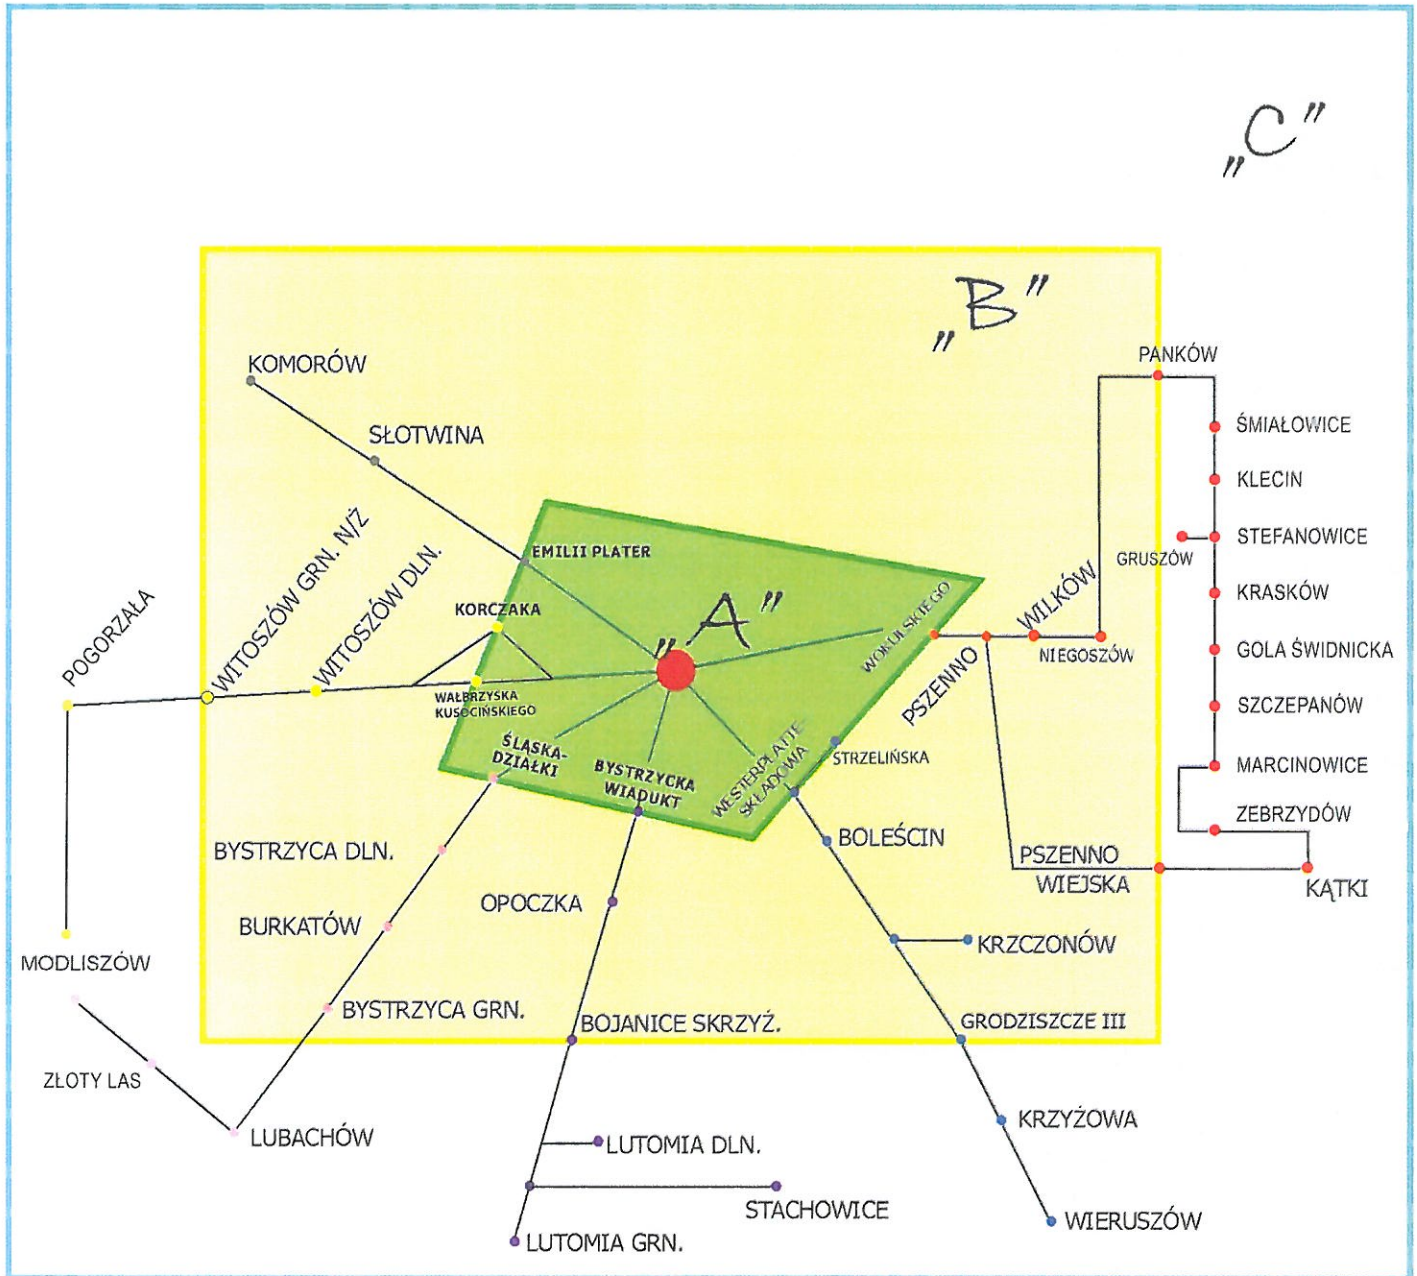 „C”
„B”
PANKÓW
KOMORÓW
ŚMIAŁOWICE
SŁOTWINA
KLECIN
WITOSZÓW GRN. N/Ż
WITOSZÓW DLN.
EMILII PLATER
STEFANOWICE
GRUSZÓW
POGORZAŁA
KORCZAKA
„A”
WOKULSKIEGO
WILKÓW
KRASKÓW
NIEGOSZÓW
GOLA ŚWIDNICKA
WAŁBRZYSKA
KUSOCIŃSKIEGO
PSZENNO
SZCZEPANÓW
ŚLĄSKA-
DZIAŁKI
BYSTRZYCKA
WIADUKT
WESTERPLATTE-
SKŁADOWA
STRZELIŃSKA
MARCINOWICE
ZEBRZYDÓW
BYSTRZYCA DLN.
BOLEŚCIN
PSZENNO
WIEJSKA
KĄTKI
OPOCZKA
BURKATÓW
KRZCZONÓW
MODLISZÓW
BYSTRZYCA GRN.
BOJANICE SKRZYŻ.
GRODZISZCZE III
ZŁOTY LAS
LUBACHÓW
KRZYŻOWA
LUTOMIA DLN.
STACHOWICE
WIERUSZÓW
LUTOMIA GRN.